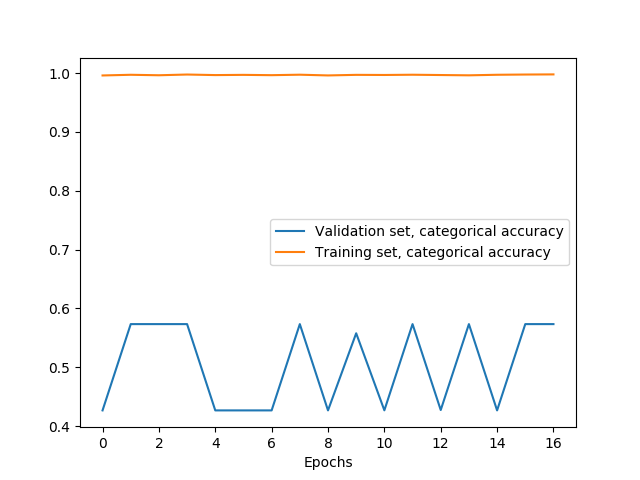 1.0
0.9
0.8
0.7
0.6
0.5
0.4
Validation set, categorical accuracy
Training set, categorical accuracy
0 2 4 6 8 10 12 14 16
Epochs